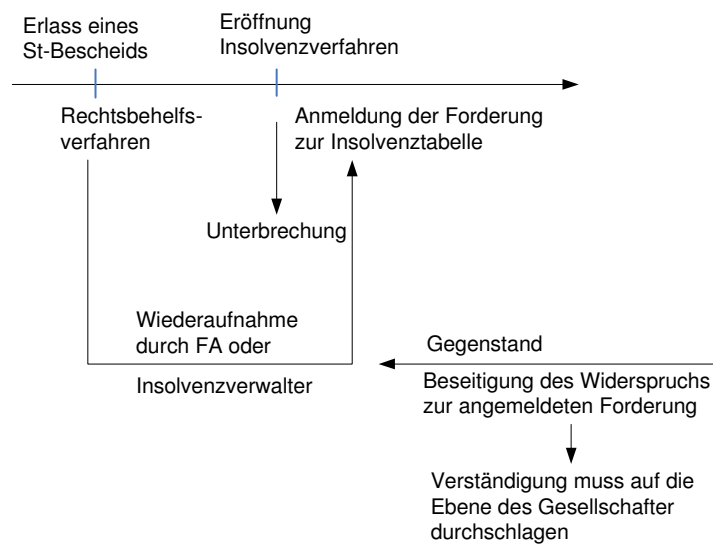 Erlass eines
St-Bescheids
Eröffnung
Insolvenzverfahren
Rechtsbehelfs-
verfahren
Anmeldung der Forderung
zur Insolvenztabelle
Unterbrechung
Wiederaufnahme
durch FA oder
Insolvenzverwalter
Gegenstand
Beseitigung des Widerspruchs
zur angemeldeten Forderung
Verständigung muss auf die
Ebene des Gesellschafter
durchschlagen